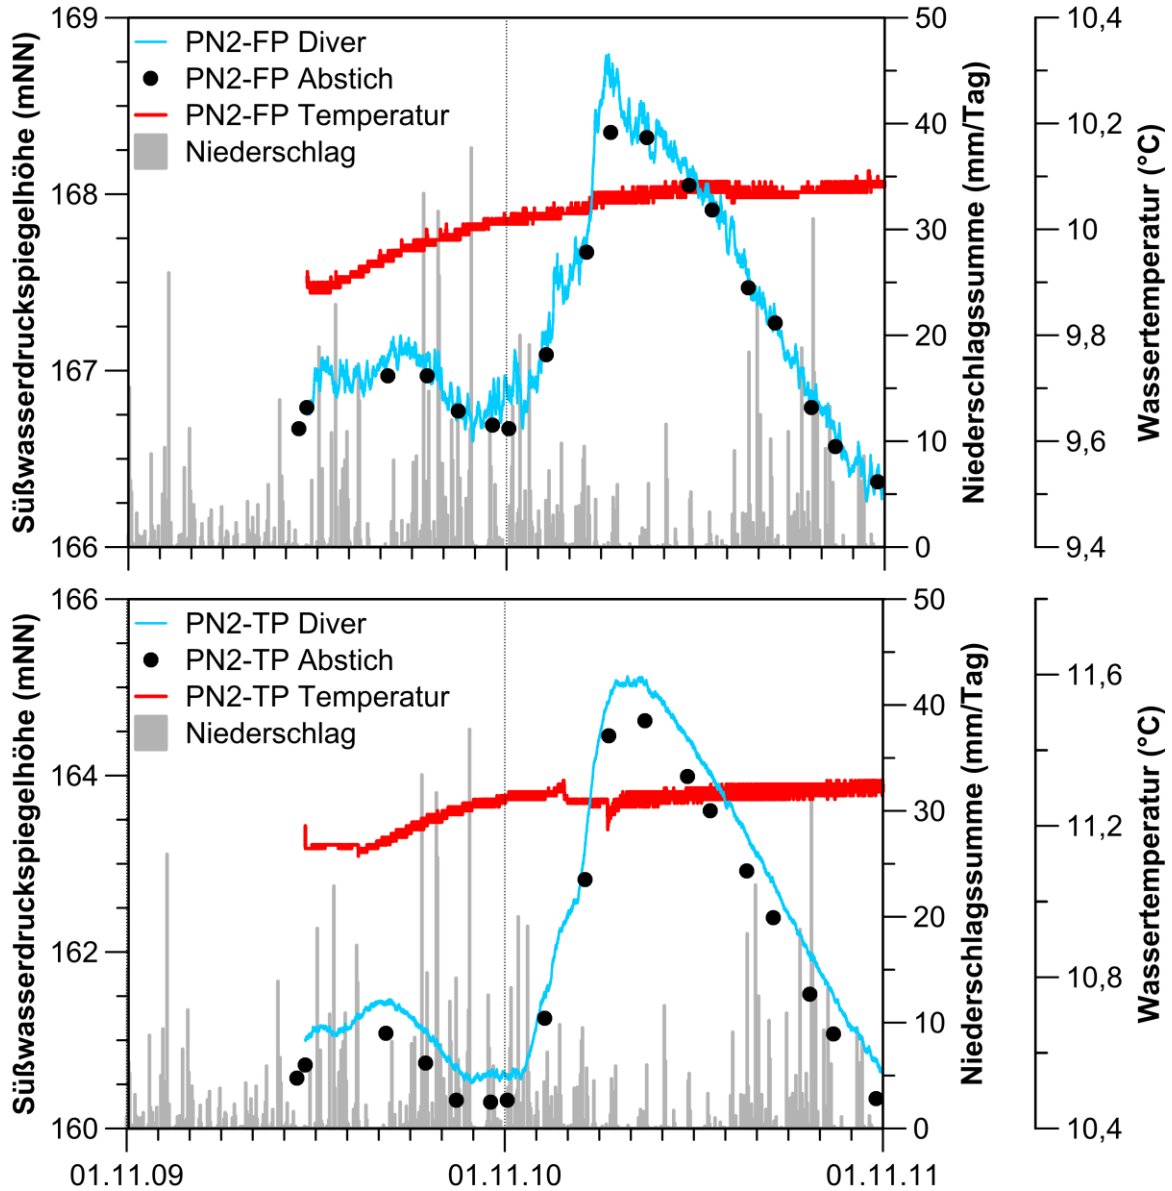 169
168
167
166
Süßwasserdruckspiegelhöhe (mNN)
PN2-FP Diver
PN2-FP Abstich
PN2-FP Temperatur
Niederschlag
50
40
30
20
10
0
Niederschlagssumme (mm/Tag)
10,4
10,2
10
9,8
9,6
9,4
Wassertemperatur (°C)
166
164
162
160
Süßwasserdruckspiegelhöhe (mNN)
PN2-TP Diver
PN2-TP Abstich
PN2-TP Temperatur
Niederschlag
50
40
30
20
10
0
Niederschlagssumme (mm/Tag)
11,6
11,2
10,8
10,4
Wassertemperatur (°C)
01.11.09
01.11.10
01.11.11